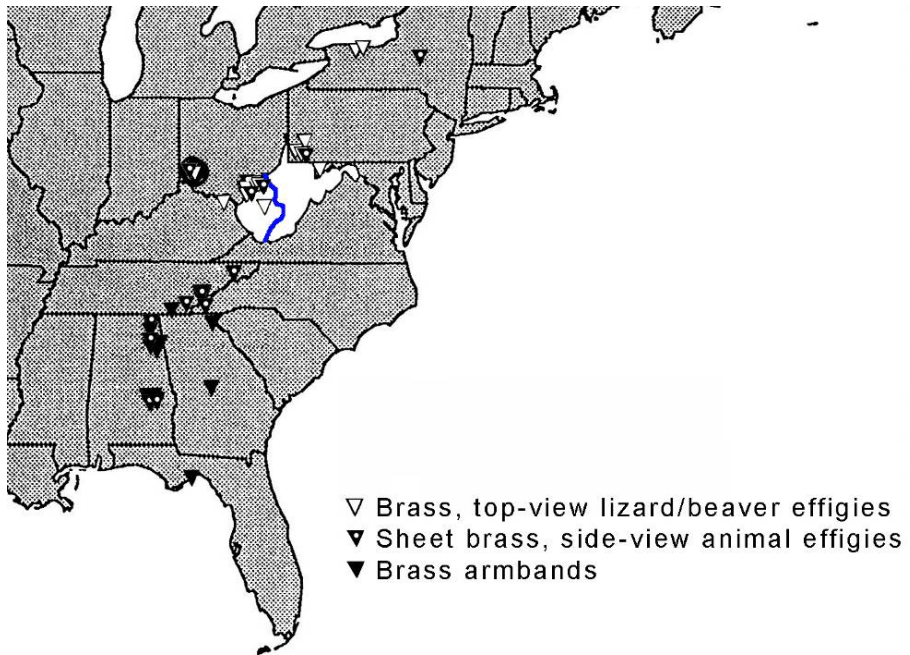 ▽ Brass, top-view lizard/beaver effigies
▼ Sheet brass, side-view animal effigies
▼ Brass armbands